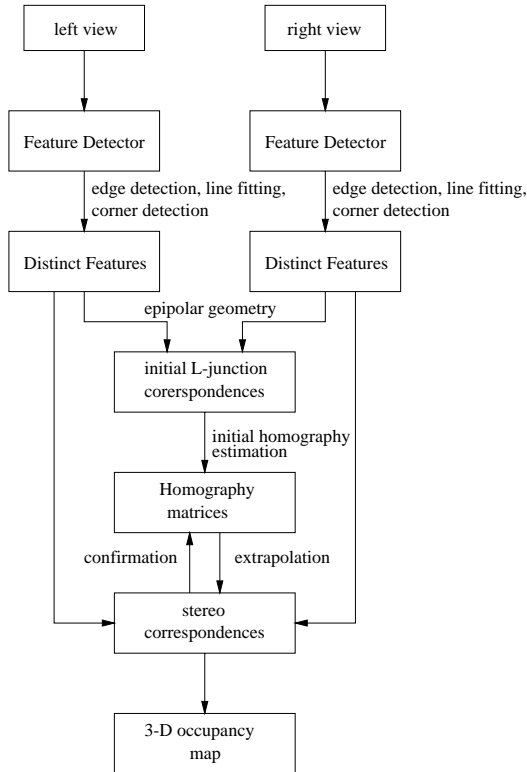 left view
right view
Feature Detector
Feature Detector
edge detection, line fitting,
corner detection
edge detection, line fitting,
corner detection
Distinct Features
Distinct Features
epipolar geometry
initial L-junction
corerspondences
initial homography
estimation
Homography
matrices
confirmation
extrapolation
stereo
correspondences
3-D occupancy
map